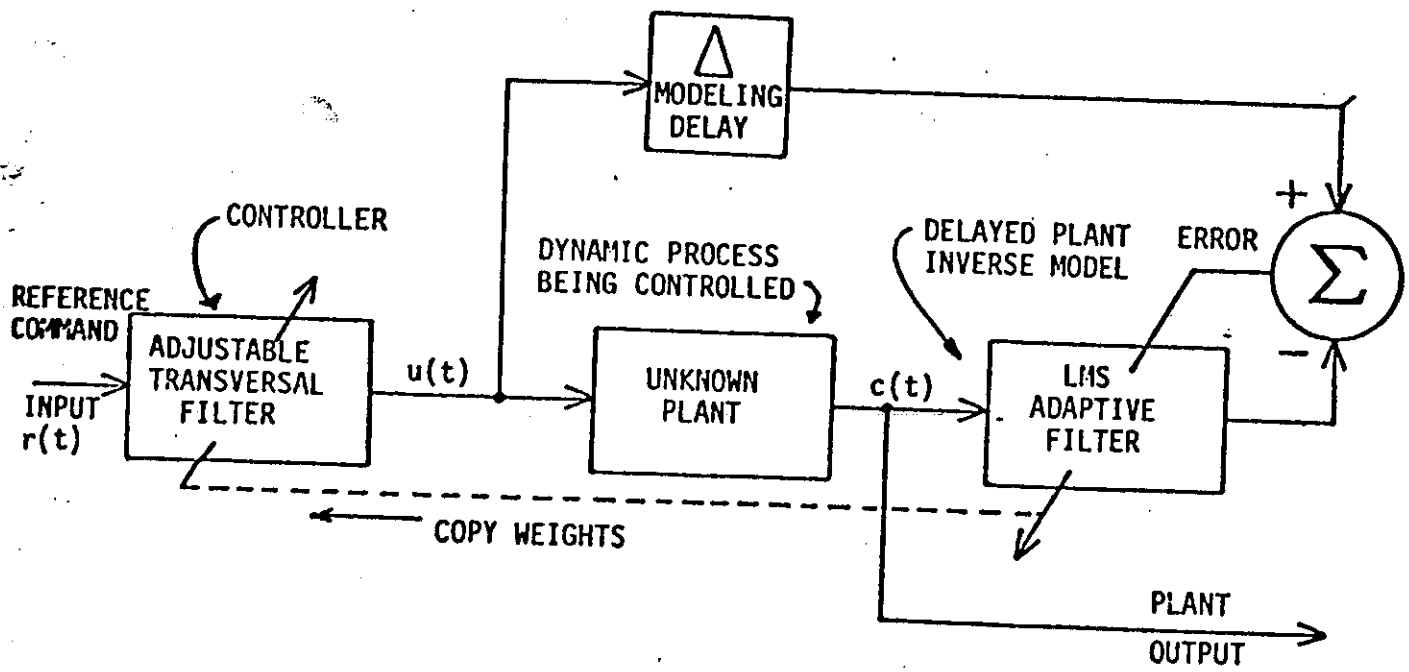 Δ
MODELING
DELAY
CONTROLLER
DYNAMIC PROCESS
BEING CONTROLLED
DELAYED PLANT
INVERSE MODEL
ERROR
+
Σ
−
REFERENCE
COMMAND
INPUT
r(t)
ADJUSTABLE
TRANSVERSAL
FILTER
u(t)
UNKNOWN
PLANT
c(t)
LMS
ADAPTIVE
FILTER
COPY WEIGHTS
PLANT
OUTPUT